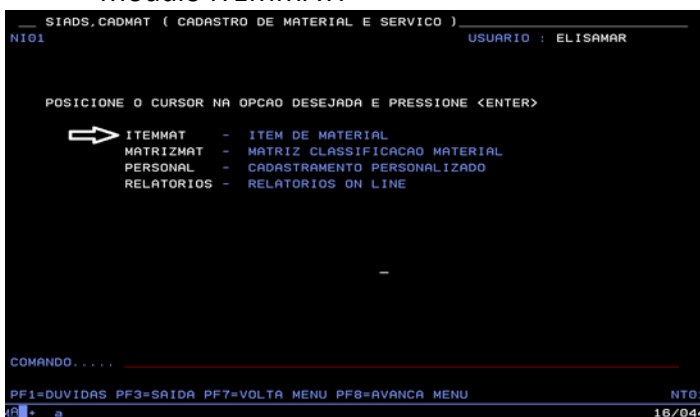 Módulo ITEMMAT
__ SIADS,CADMAT ( CADASTRO DE MATERIAL E SERVICO )
NI01 USUARIO : ELISAMAR
POSICIONE O CURSOR NA OPCAO DESEJADA E PRESSIONE <ENTER>
ITEMMAT - ITEM DE MATERIAL
MATRIZMAT - MATRIZ CLASSIFICACAO MATERIAL
PERSONAL - CADASTRAMENTO PERSONALIZADO
RELATORIOS - RELATORIOS ON LINE
COMANDO.....
PF1=DUVIDAS PF3=SAIDA PF7=VOLTA MENU PF8=AVANCA MENU
a 16/04